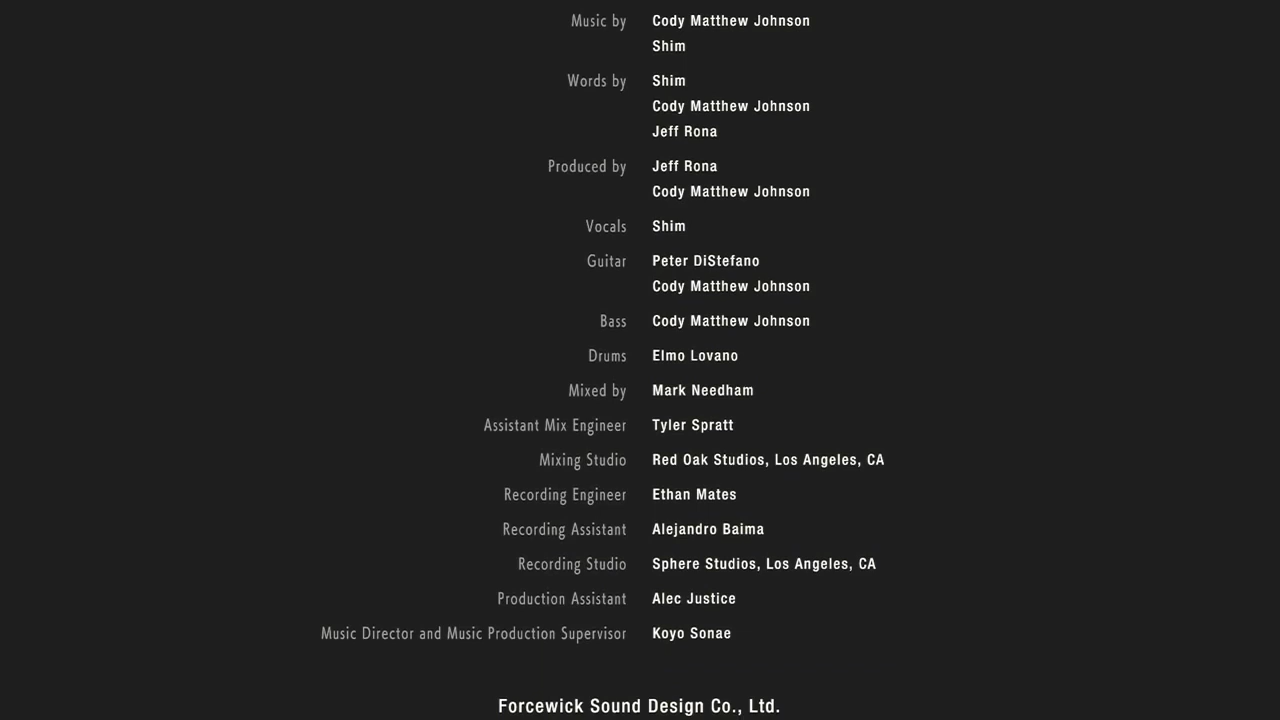 Music by Cody Matthew Johnson
Shim
Words by Shim
Cody Matthew Johnson
Jeff Rona
Produced by Jeff Rona
Cody Matthew Johnson
Vocals Shim
Guitar Peter DiStefano
Cody Matthew Johnson
Bass Cody Matthew Johnson
Drums Elmo Lovano
Mixed by Mark Needham
Assistant Mix Engineer Tyler Spratt
Mixing Studio Red Oak Studios, Los Angeles, CA
Recording Engineer Ethan Mates
Recording Assistant Alejandro Baima
Recording Studio Sphere Studios, Los Angeles, CA
Production Assistant Alec Justice
Music Director and Music Production Supervisor Koyo Sonae
Forcewick Sound Design Co., Ltd.